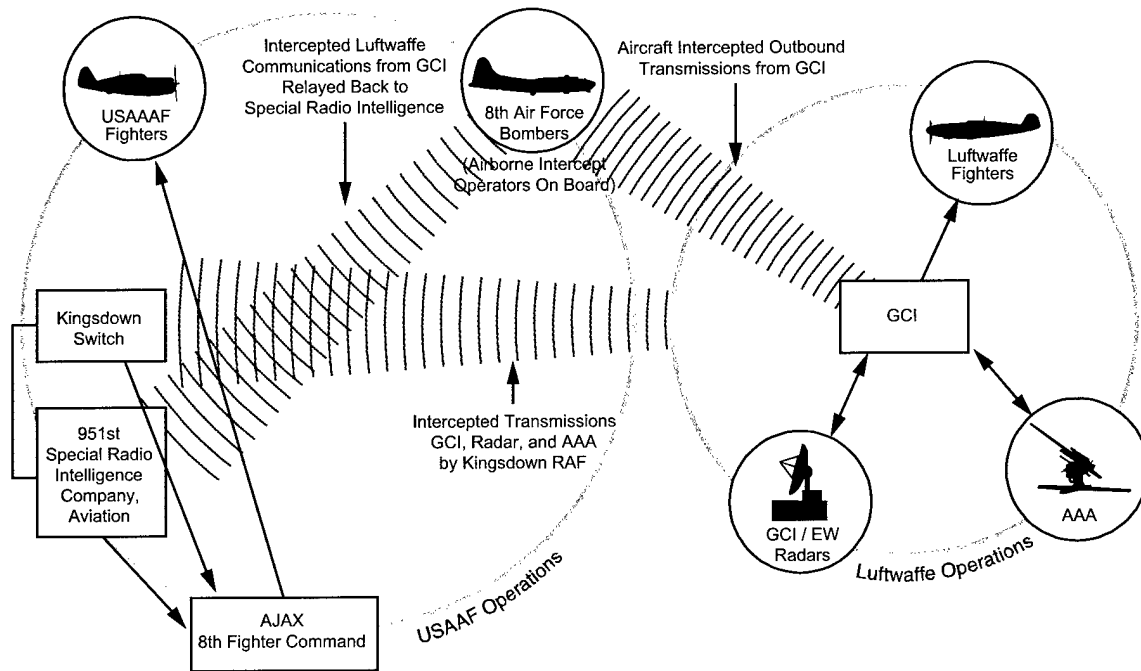 USAAAF
Fighters
Intercepted Luftwaffe
Communications from GCI
Relayed Back to
Special Radio Intelligence
8th Air Force
Bombers
(Airborne Intercept
Operators On Board)
Aircraft Intercepted Outbound
Transmissions from GCI
Luftwaffe
Fighters
Kingsdown
Switch
GCI
951st
Special Radio
Intelligence
Company,
Aviation
Intercepted Transmissions
GCI, Radar, and AAA
by Kingsdown RAF
GCI / EW
Radars
AAA
AJAX
8th Fighter Command
USAAF Operations
Luftwaffe Operations